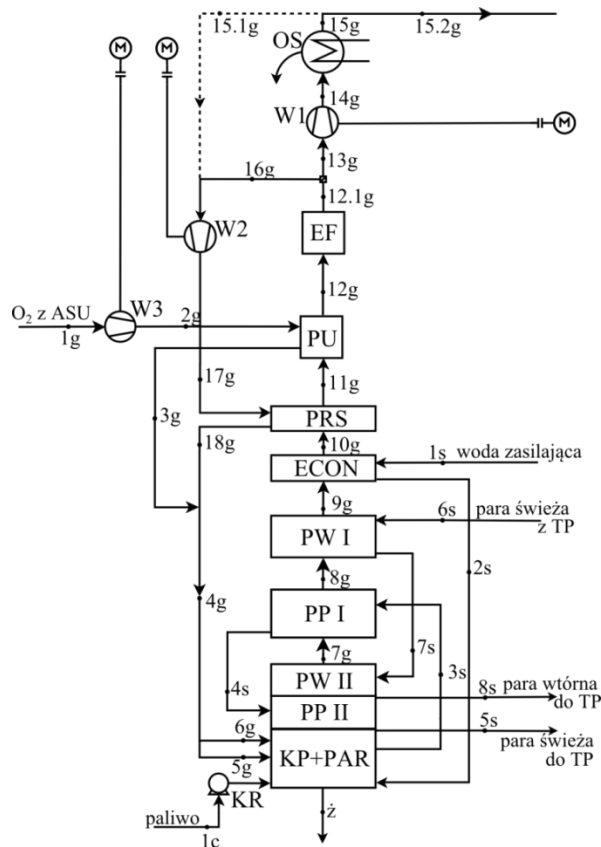 15.1g
15g
15.2g
M
M
OS
14g
W1
M
13g
16g
12.1g
W2
EF
12g
O₂ z ASU
W3
1g
2g
PU
17g
11g
3g
PRS
18g
10g
1s
woda zasilająca
ECON
9g
6s
para świeża
z TP
PW I
8g
2s
4g
PP I
7s
3s
7g
4s
PW II
8s
para wtórna
do TP
PP II
5s
para świeża
do TP
6g
KP+PAR
5g
KR
ż
paliwo
1c